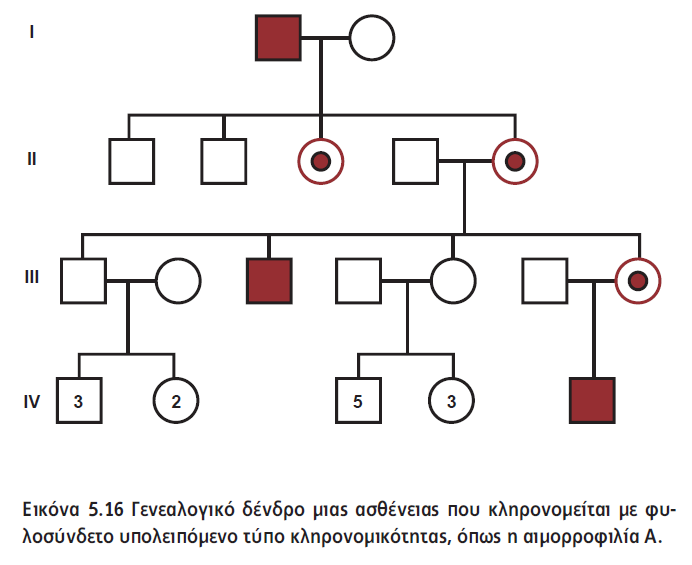 I
II
III
IV
3
2
5
3
Εικόνα 5.16 Γενεαλογικό δένδρο μιας ασθένειας που κληρονομείται με φυ-
λοσύνδετο υπολειπόμενο τύπο κληρονομικότητας, όπως η αιμορροφιλία Α.